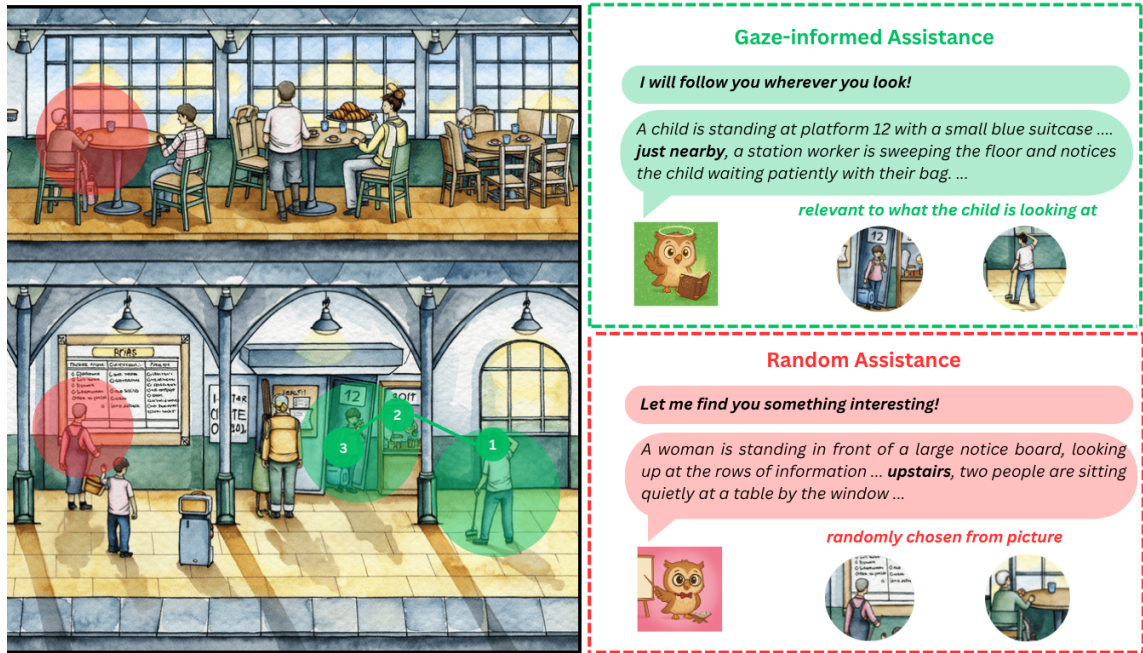 Gaze-informed Assistance
I will follow you wherever you look!
A child is standing at platform 12 with a small blue suitcase ....
just nearby, a station worker is sweeping the floor and notices
the child waiting patiently with their bag. ...
relevant to what the child is looking at
12
Random Assistance
Let me find you something interesting!
A woman is standing in front of a large notice board, looking
up at the rows of information ... upstairs, two people are sitting
quietly at a table by the window ...
randomly chosen from picture
12
2
1
3